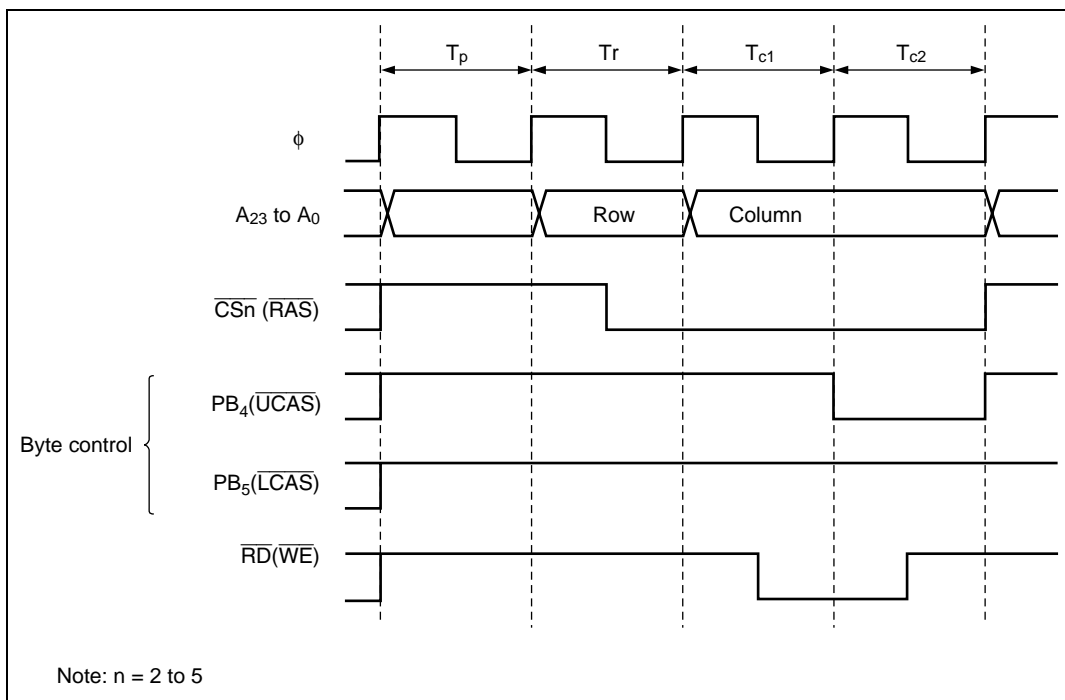 Tp Tr Tc1 Tc2
φ
A23 to A0 Row Column
CSn (RAS)
PB4(UCAS)
Byte control
PB5(LCAS)
RD(WE)
Note: n = 2 to 5